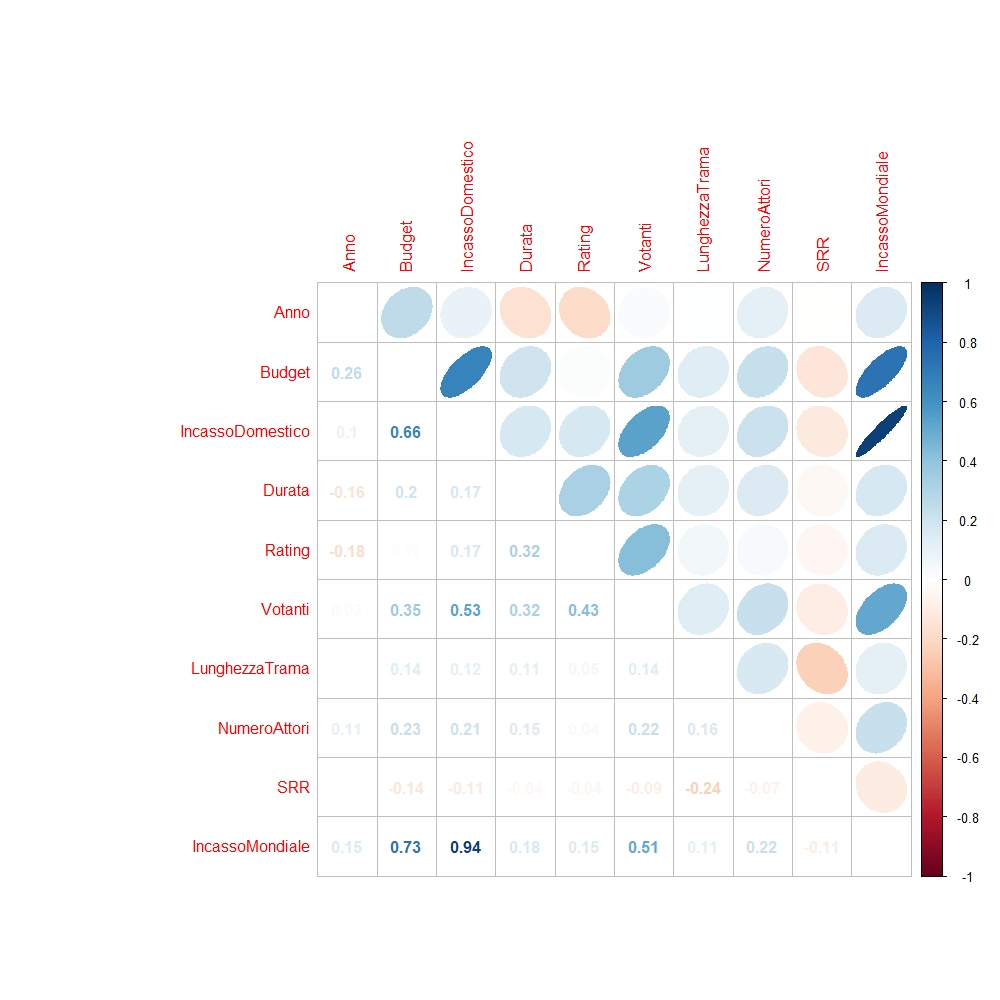 Anno
Budget
IncassoDomestico
Durata
Rating
Votanti
LunghezzaTrama
NumeroAttori
SRR
IncassoMondiale
1
Anno
Budget 0.26 0.8
IncassoDomestico 0.1 0.66 0.6
Durata -0.16 0.2 0.17 0.4
Rating -0.18 0.17 0.32 0.2
0
Votanti 0.35 0.53 0.32 0.43 -0.2
LunghezzaTrama 0.14 0.12 0.11 0.05 0.14 -0.4
NumeroAttori 0.11 0.23 0.21 0.15 0.04 0.22 0.16 -0.6
SRR -0.14 -0.11 -0.04 -0.04 -0.09 -0.24 -0.07 -0.8
IncassoMondiale 0.15 0.73 0.94 0.18 0.15 0.51 0.11 0.22 -0.11
-1